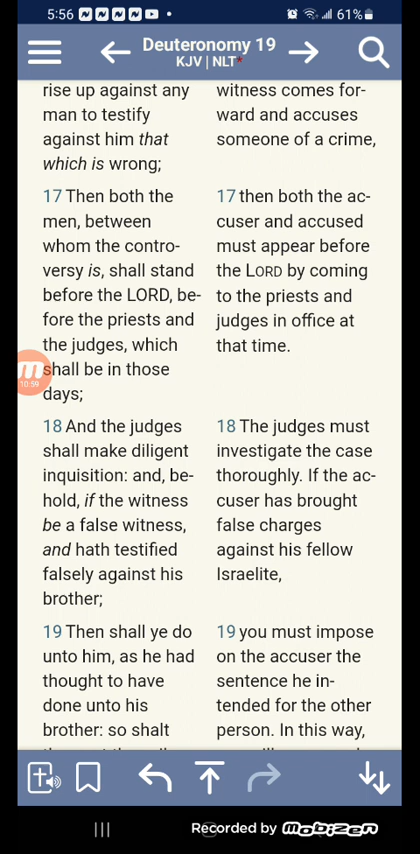 5:56 61%
Deuteronomy 19
KJV | NLT*
rise up against any
man to testify
against him that
which is wrong;
17 Then both the
men, between
whom the contro-
versy is, shall stand
before the LORD, be-
fore the priests and
the judges, which
shall be in those
days;
18 And the judges
shall make diligent
inquisition: and, be-
hold, if the witness
be a false witness,
and hath testified
falsely against his
brother;
19 Then shall ye do
unto him, as he had
thought to have
done unto his
brother: so shalt
witness comes for-
ward and accuses
someone of a crime,
17 then both the ac-
cuser and accused
must appear before
the LORD by coming
to the priests and
judges in office at
that time.
18 The judges must
investigate the case
thoroughly. If the ac-
cuser has brought
false charges
against his fellow
Israelite,
19 you must impose
on the accuser the
sentence he in-
tended for the other
person. In this way,
10:59
Recorded by mobizen